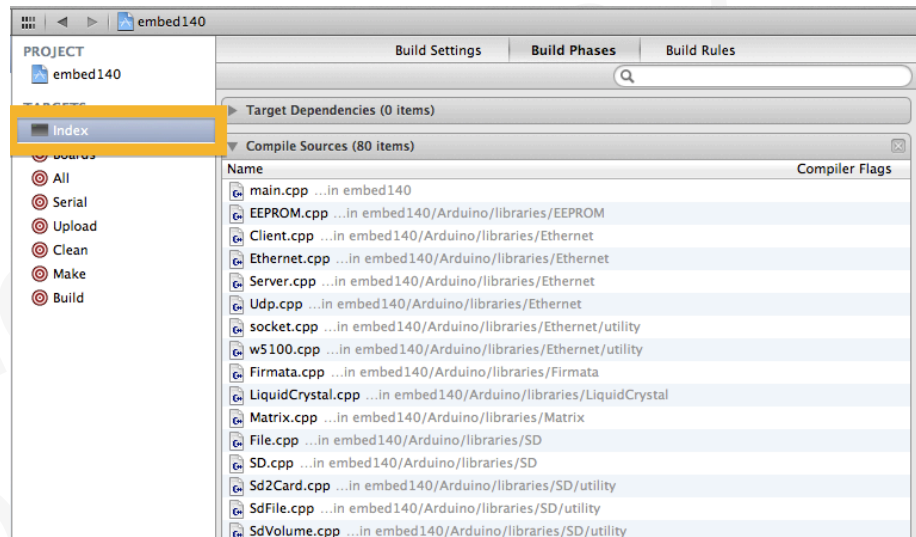 embed140
PROJECT
embed140
TARGETS
Index
Boards
All
Serial
Upload
Clean
Make
Build
Build Settings
Build Phases
Build Rules
Target Dependencies (0 items)
Compile Sources (80 items)
Name Compiler Flags
main.cpp ...in embed140
EEPROM.cpp ...in embed140/Arduino/libraries/EEPROM
Client.cpp ...in embed140/Arduino/libraries/Ethernet
Ethernet.cpp ...in embed140/Arduino/libraries/Ethernet
Server.cpp ...in embed140/Arduino/libraries/Ethernet
Udp.cpp ...in embed140/Arduino/libraries/Ethernet
socket.cpp ...in embed140/Arduino/libraries/Ethernet/utility
w5100.cpp ...in embed140/Arduino/libraries/Ethernet/utility
Firmata.cpp ...in embed140/Arduino/libraries/Firmata
LiquidCrystal.cpp ...in embed140/Arduino/libraries/LiquidCrystal
Matrix.cpp ...in embed140/Arduino/libraries/Matrix
File.cpp ...in embed140/Arduino/libraries/SD
SD.cpp ...in embed140/Arduino/libraries/SD
Sd2Card.cpp ...in embed140/Arduino/libraries/SD/utility
SdFile.cpp ...in embed140/Arduino/libraries/SD/utility
SdVolume.cpp ...in embed140/Arduino/libraries/SD/utility